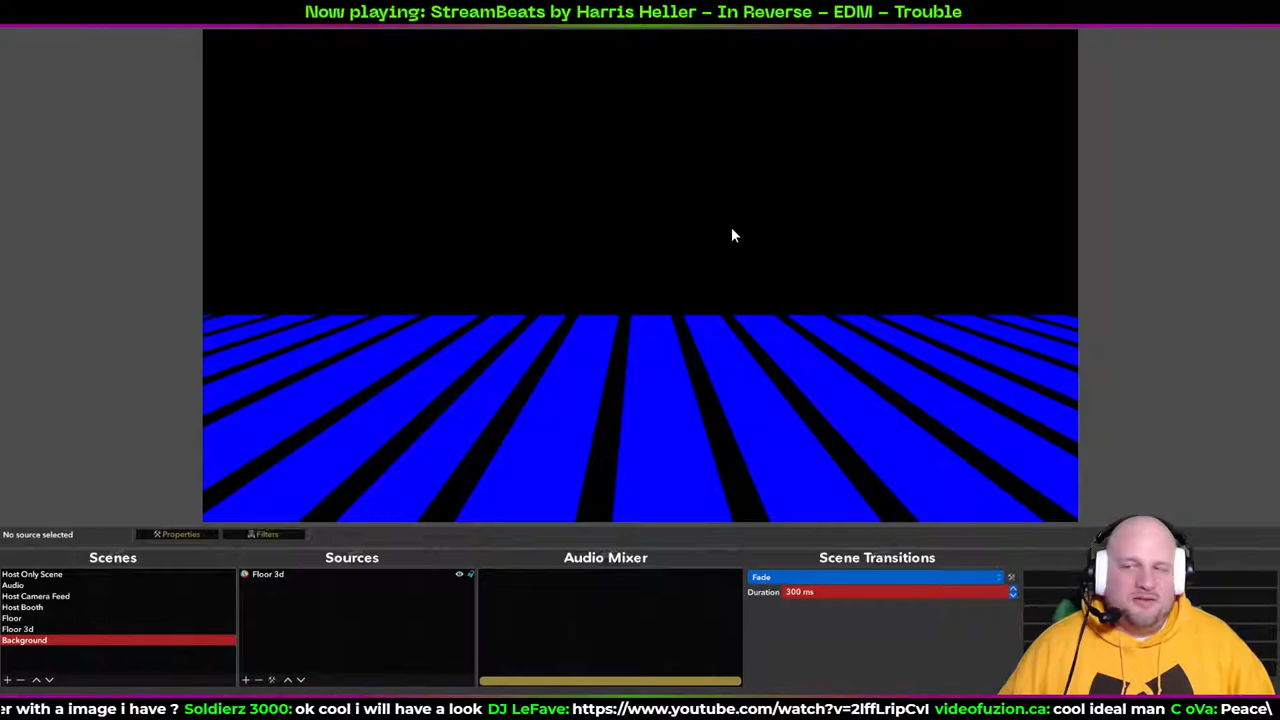 Now playing: StreamBeats by Harris Heller - In Reverse - EDM - Trouble
No source selected
Properties
Filters
Scenes
Host Only Scene
Audio
Host Camera Feed
Host Booth
Floor
Floor 3d
Background
Sources
Floor 3d
Audio Mixer
Scene Transitions
Fade
Duration 300 ms
er with a image i have ? Soldierz 3000: ok cool i will have a look DJ LeFave: https://www.youtube.com/watch?v=2lffLripCvI videofuzion.ca: cool ideal man C oVa: Peace\